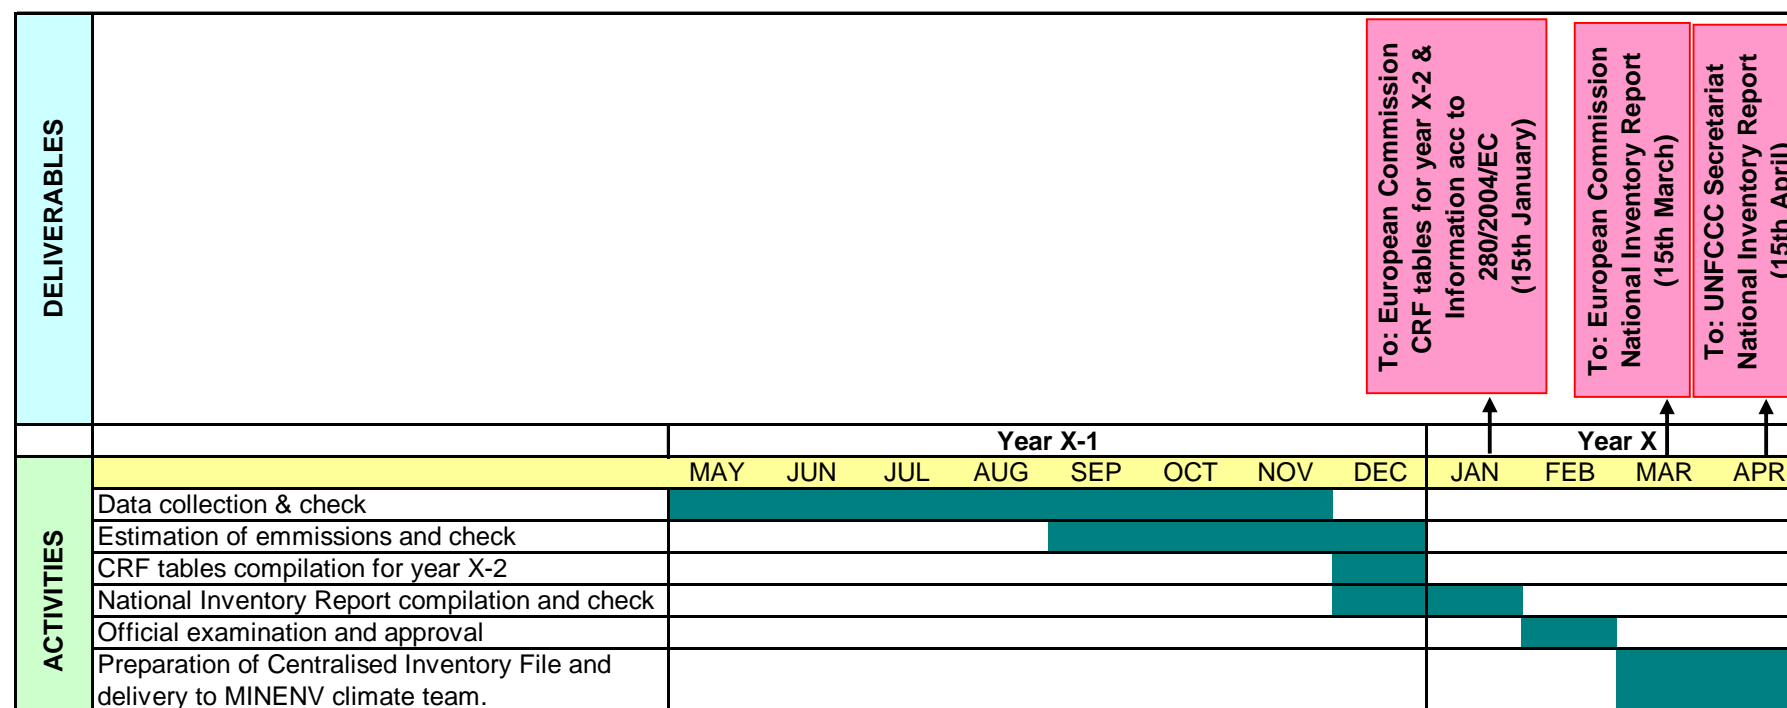 DELIVERABLES
To: European Commission
CRF tables for year X-2 &
Information acc to
280/2004/EC
(15th January)
To: European Commission
National Inventory Report
(15th March)
To: UNFCCC Secretariat
National Inventory Report
(15th April)
Year X-1
Year X
MAY JUN JUL AUG SEP OCT NOV DEC JAN FEB MAR APR
ACTIVITIES
Data collection & check
Estimation of emmissions and check
CRF tables compilation for year X-2
National Inventory Report compilation and check
Official examination and approval
Preparation of Centralised Inventory File and
delivery to MINENV climate team.